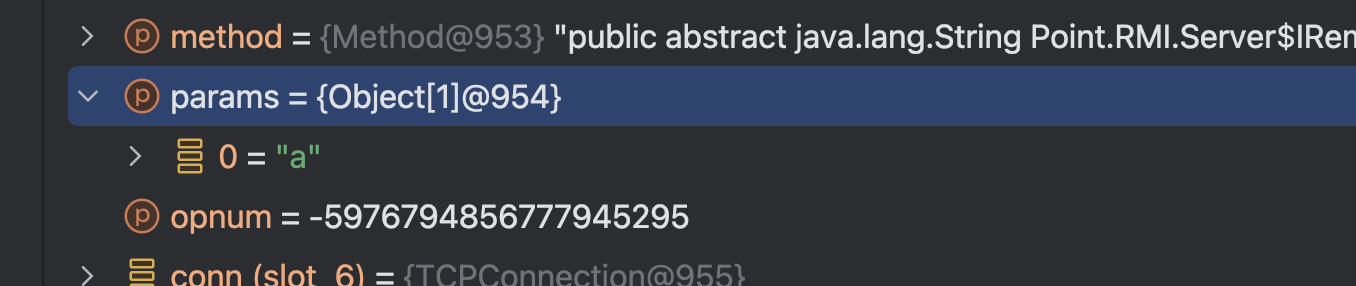 p method = {Method@953} "public abstract java.lang.String Point.RMI.Server$IRem
p params = {Object[1]@954}
0 = "a"
p opnum = -5976794856777945295
conn (slot_6) = {TCPConnection@955}